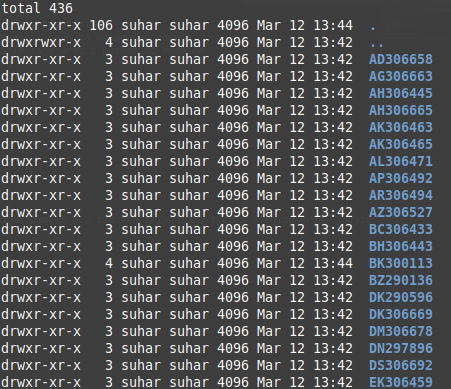 total 436
drwxr-xr-x 106 suhar suhar 4096 Mar 12 13:44 .
drwxrwxr-x   4 suhar suhar 4096 Mar 12 13:42 ..
drwxr-xr-x   3 suhar suhar 4096 Mar 12 13:42 AD306658
drwxr-xr-x   3 suhar suhar 4096 Mar 12 13:42 AG306663
drwxr-xr-x   3 suhar suhar 4096 Mar 12 13:42 AH306445
drwxr-xr-x   3 suhar suhar 4096 Mar 12 13:42 AH306665
drwxr-xr-x   3 suhar suhar 4096 Mar 12 13:42 AK306463
drwxr-xr-x   3 suhar suhar 4096 Mar 12 13:42 AK306465
drwxr-xr-x   3 suhar suhar 4096 Mar 12 13:42 AL306471
drwxr-xr-x   3 suhar suhar 4096 Mar 12 13:42 AP306492
drwxr-xr-x   3 suhar suhar 4096 Mar 12 13:42 AR306494
drwxr-xr-x   3 suhar suhar 4096 Mar 12 13:42 AZ306527
drwxr-xr-x   3 suhar suhar 4096 Mar 12 13:42 BC306433
drwxr-xr-x   3 suhar suhar 4096 Mar 12 13:42 BH306443
drwxr-xr-x   4 suhar suhar 4096 Mar 12 13:44 BK300113
drwxr-xr-x   3 suhar suhar 4096 Mar 12 13:42 BZ290136
drwxr-xr-x   3 suhar suhar 4096 Mar 12 13:42 DK290596
drwxr-xr-x   3 suhar suhar 4096 Mar 12 13:42 DK306669
drwxr-xr-x   3 suhar suhar 4096 Mar 12 13:42 DM306678
drwxr-xr-x   3 suhar suhar 4096 Mar 12 13:42 DN297896
drwxr-xr-x   3 suhar suhar 4096 Mar 12 13:42 DS306692
drwxr-xr-x   3 suhar suhar 4096 Mar 12 13:42 EK306459